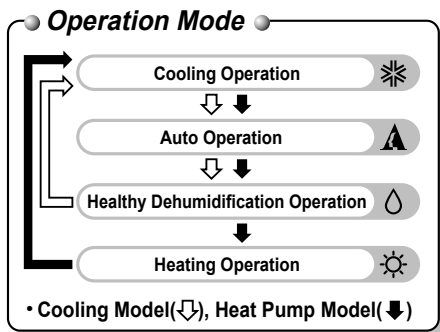 Operation Mode
Cooling Operation
Auto Operation
Healthy Dehumidification Operation
Heating Operation
• Cooling Model(⇩), Heat Pump Model(⬇)